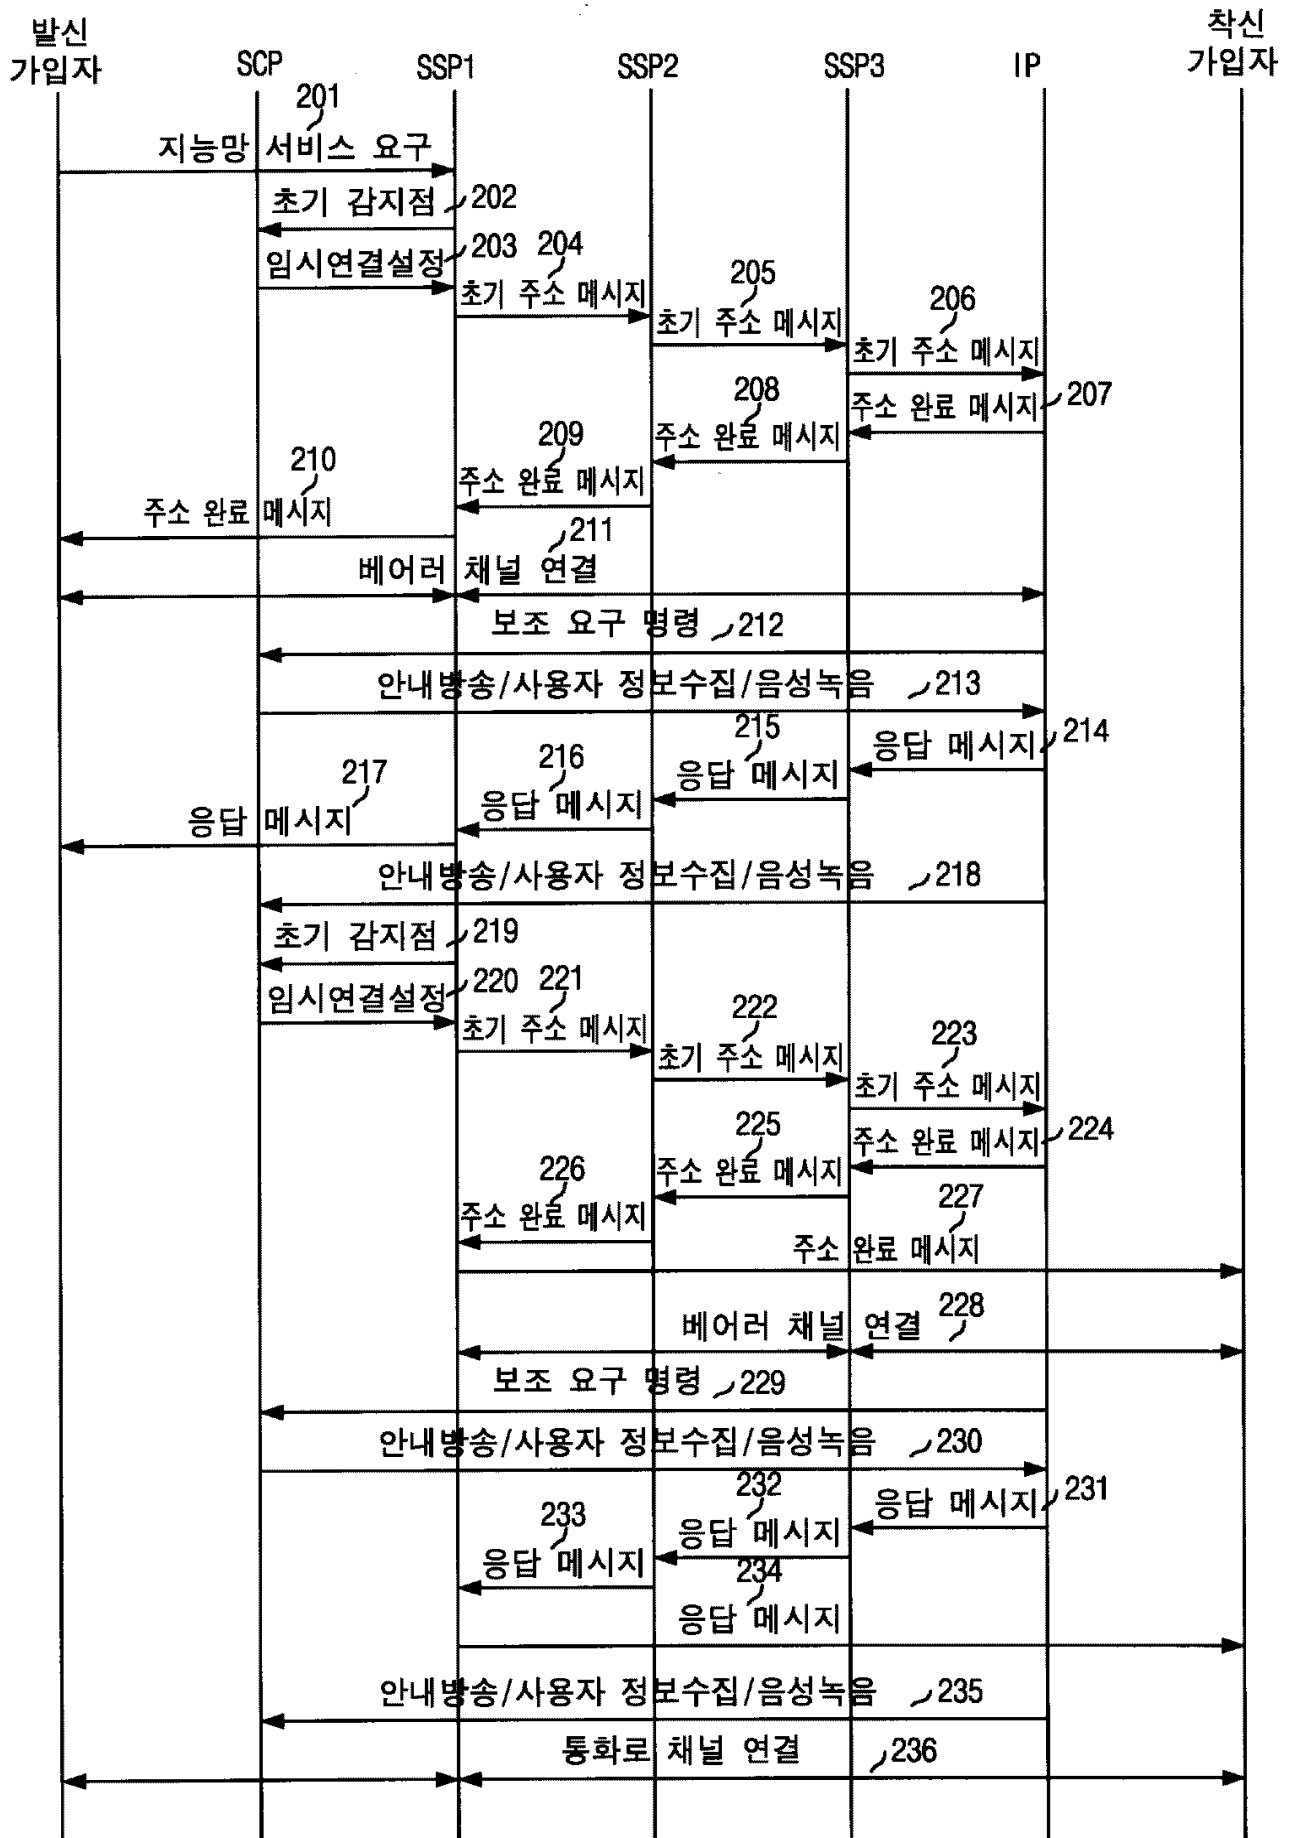 발신
가입자
SCP
SSP1
SSP2
SSP3
IP
착신
가입자
201
지능망 서비스 요구
초기 감지점 202
임시연결설정 203
204
초기 주소 메시지
205
초기 주소 메시지
206
초기 주소 메시지
주소 완료 메시지 207
208
주소 완료 메시지
209
주소 완료 메시지
210
주소 완료 메시지
211
베어러 채널 연결
보조 요구 명령 212
안내방송/사용자 정보수집/음성녹음 213
응답 메시지 214
215
응답 메시지
216
응답 메시지
217
응답 메시지
안내방송/사용자 정보수집/음성녹음 218
초기 감지점 219
임시연결설정 220
221
초기 주소 메시지
222
초기 주소 메시지
223
초기 주소 메시지
주소 완료 메시지 224
225
주소 완료 메시지
226
주소 완료 메시지
227
주소 완료 메시지
베어러 채널 연결 228
보조 요구 명령 229
안내방송/사용자 정보수집/음성녹음 230
응답 메시지 231
232
응답 메시지
233
응답 메시지
234
응답 메시지
안내방송/사용자 정보수집/음성녹음 235
통화로 채널 연결 236